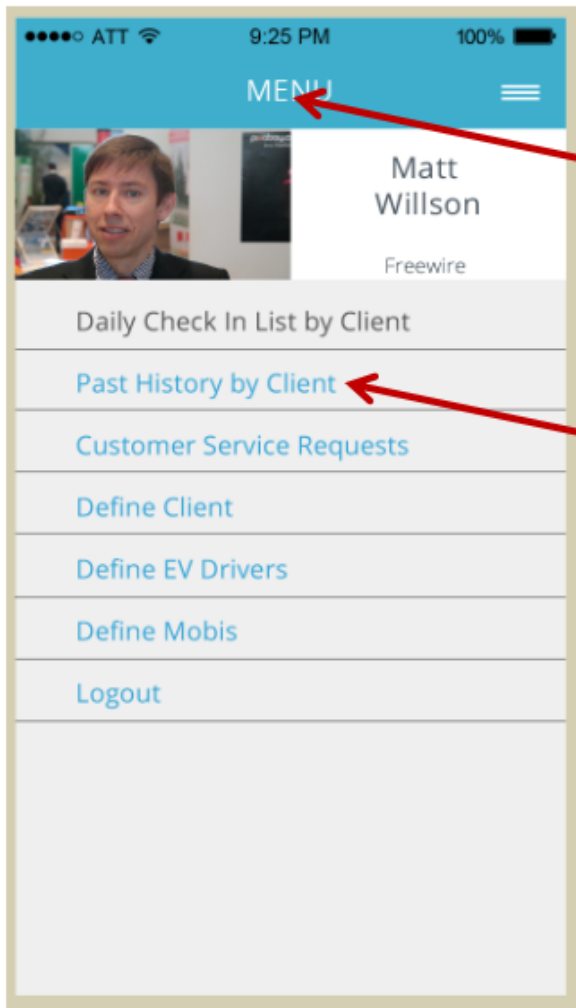 ATT 9:25 PM 100%
MENU
Matt
Willson
Freewire
Daily Check In List by Client
Past History by Client
Customer Service Requests
Define Client
Define EV Drivers
Define Mobis
Logout